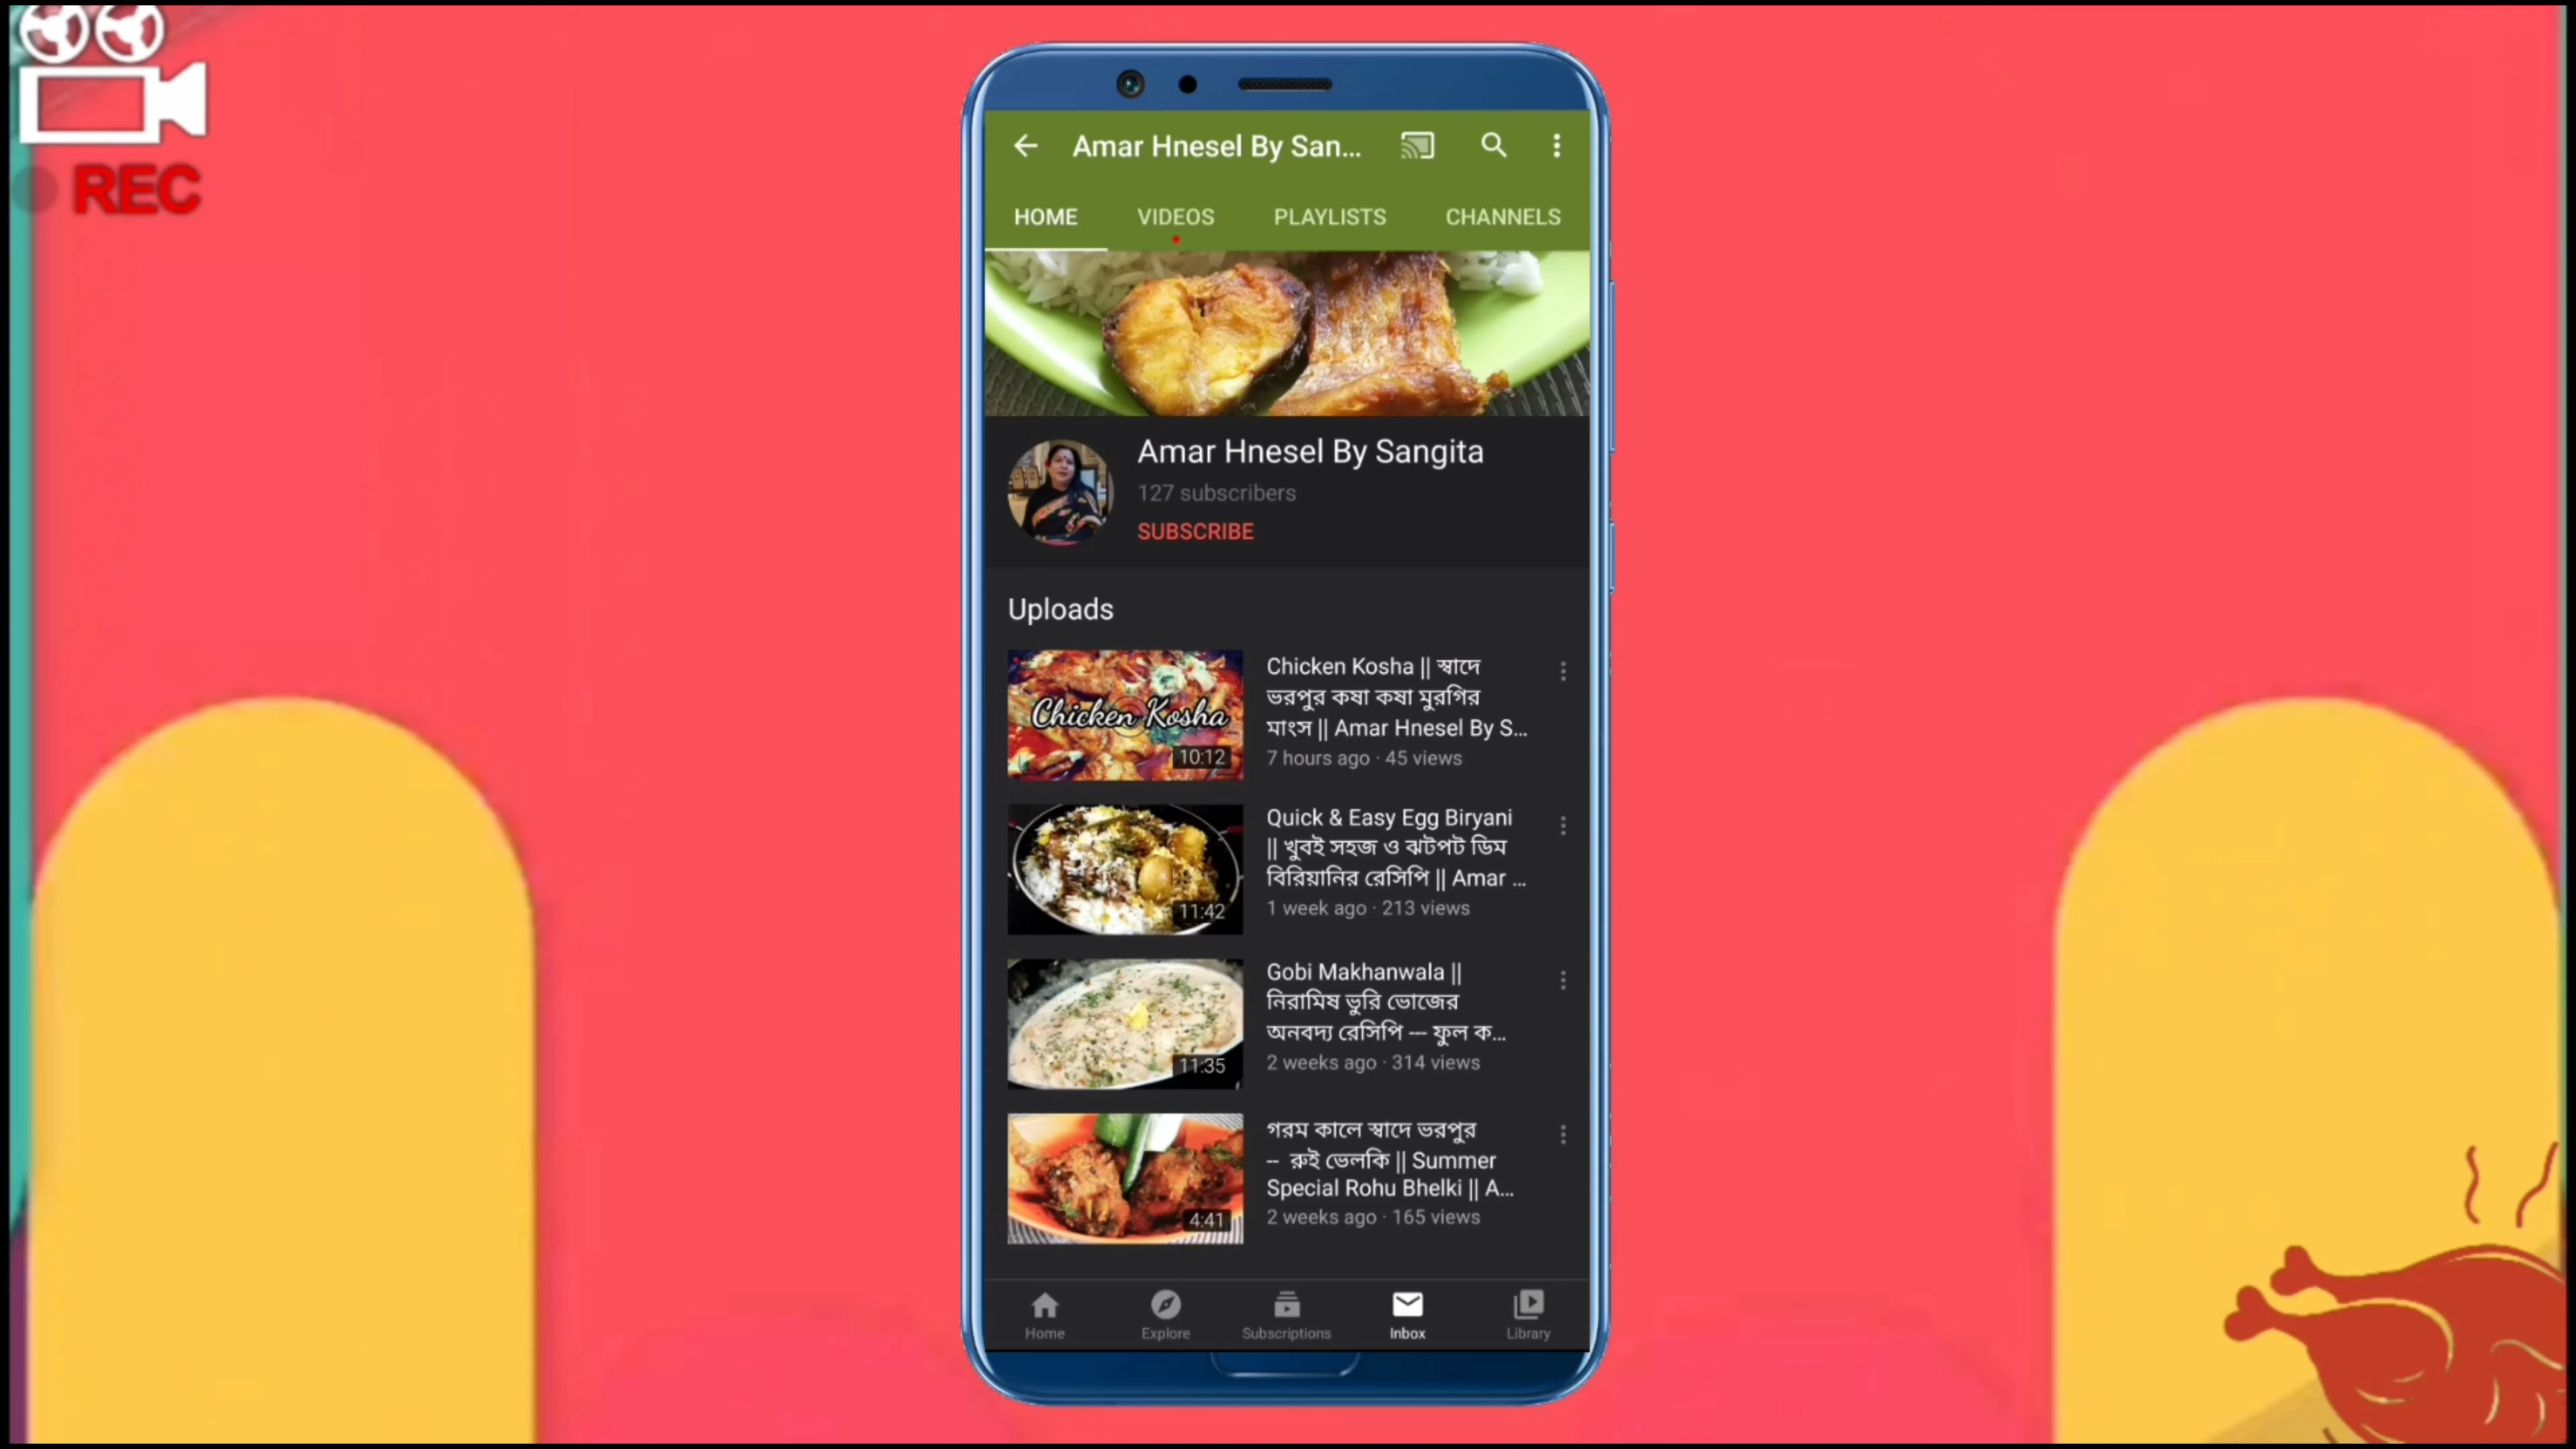 REC
Amar Hnesel By San...
HOME VIDEOS PLAYLISTS CHANNELS
Amar Hnesel By Sangita
127 subscribers
SUBSCRIBE
Uploads
Chicken Kosha
10:12
Chicken Kosha || স্বাদে
ভরপুর কষা কষা মুরগির
মাংস || Amar Hnesel By S...
7 hours ago · 45 views
11:42
Quick & Easy Egg Biryani
|| খুবই সহজ ও ঝটপট ডিম
বিরিয়ানির রেসিপি || Amar ...
1 week ago · 213 views
11:35
Gobi Makhanwala ||
নিরামিষ ভুরি ভোজের
অনবদ্য রেসিপি --- ফুল ক...
2 weeks ago · 314 views
4:41
গরম কালে স্বাদে ভরপুর
-- রুই ভেলকি || Summer
Special Rohu Bhelki || A...
2 weeks ago · 165 views
Home Explore Subscriptions Inbox Library